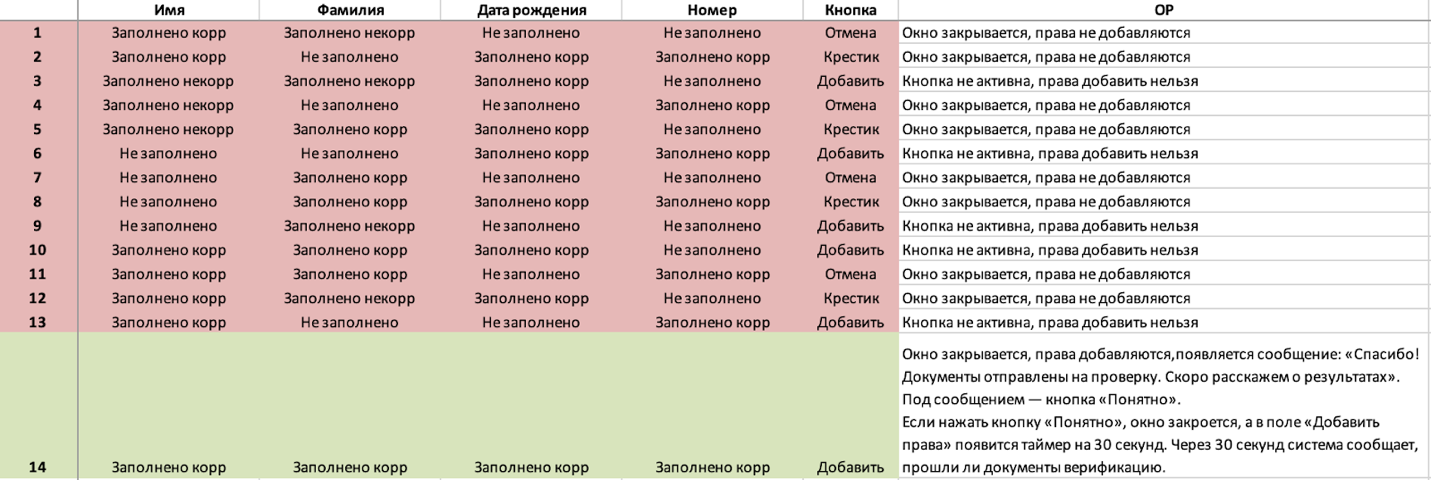 Имя Фамилия Дата рождения Номер Кнопка ОР
1 Заполнено корр Заполнено некорр Не заполнено Не заполнено Отмена Окно закрывается, права не добавляются
2 Заполнено корр Не заполнено Заполнено корр Заполнено корр Крестик Окно закрывается, права не добавляются
3 Заполнено некорр Заполнено некорр Заполнено корр Не заполнено Добавить Кнопка не активна, права добавить нельзя
4 Заполнено некорр Не заполнено Не заполнено Заполнено корр Отмена Окно закрывается, права не добавляются
5 Заполнено некорр Заполнено корр Заполнено корр Не заполнено Крестик Окно закрывается, права не добавляются
6 Не заполнено Не заполнено Заполнено корр Заполнено корр Добавить Кнопка не активна, права добавить нельзя
7 Не заполнено Заполнено корр Не заполнено Не заполнено Отмена Окно закрывается, права не добавляются
8 Не заполнено Заполнено корр Заполнено корр Заполнено корр Крестик Окно закрывается, права не добавляются
9 Не заполнено Заполнено некорр Не заполнено Не заполнено Добавить Кнопка не активна, права добавить нельзя
10 Заполнено корр Заполнено корр Заполнено корр Не заполнено Добавить Кнопка не активна, права добавить нельзя
11 Заполнено корр Заполнено корр Не заполнено Заполнено корр Отмена Окно закрывается, права не добавляются
12 Заполнено корр Заполнено некорр Заполнено корр Не заполнено Крестик Окно закрывается, права не добавляются
13 Заполнено корр Не заполнено Не заполнено Заполнено корр Добавить Кнопка не активна, права добавить нельзя
Окно закрывается, права добавляются,появляется сообщение: «Спасибо!
Документы отправлены на проверку. Скоро расскажем о результатах».
Под сообщением — кнопка «Понятно».
Если нажать кнопку «Понятно», окно закроется, а в поле «Добавить
права» появится таймер на 30 секунд. Через 30 секунд система сообщает,
14 Заполнено корр Заполнено корр Заполнено корр Заполнено корр Добавить прошли ли документы верификацию.